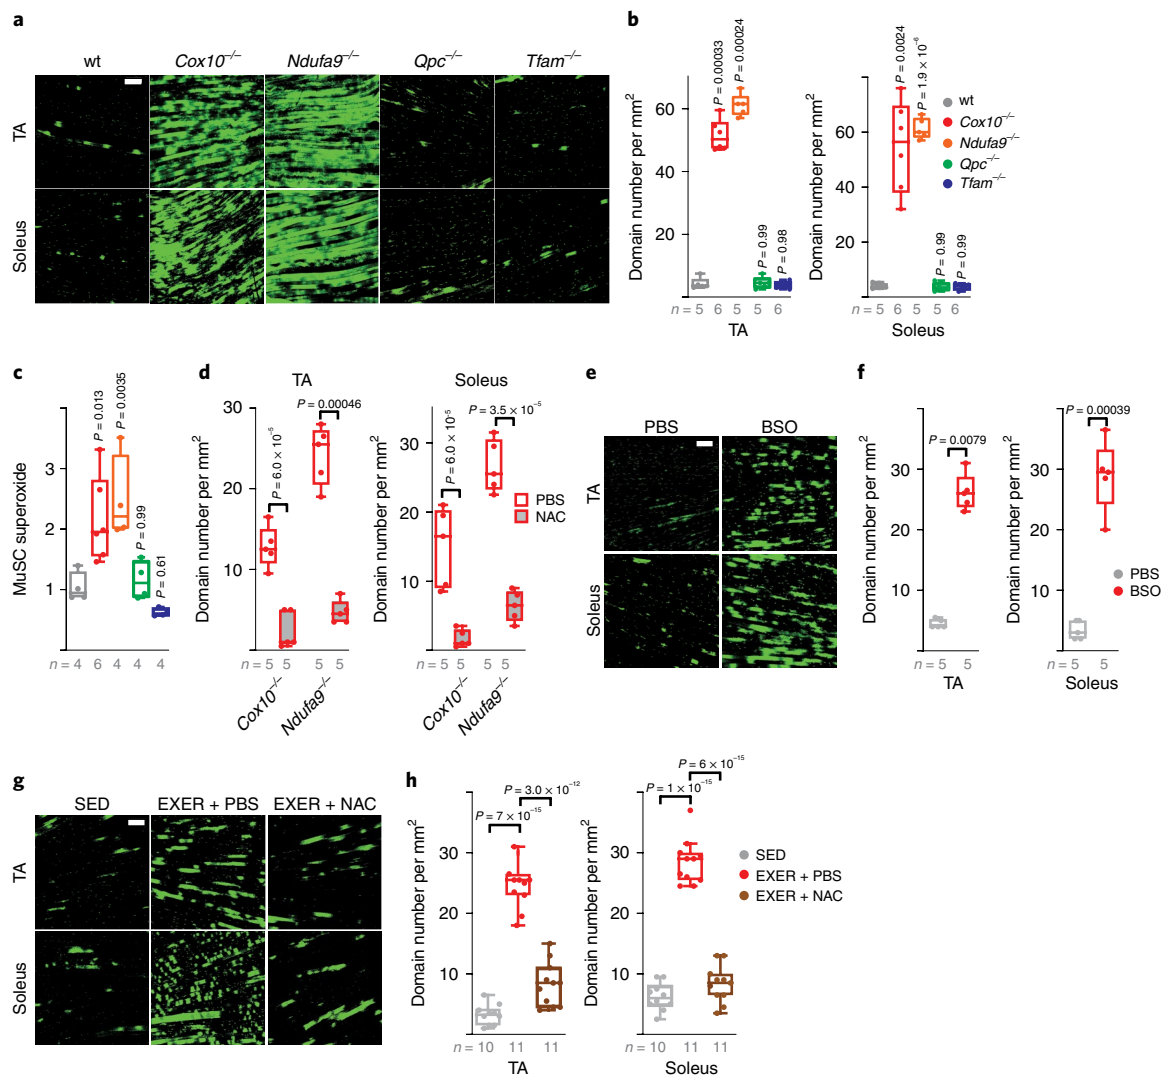 a
wt
Cox10⁻/⁻
Ndufa9⁻/⁻
Qpc⁻/⁻
Tfam⁻/⁻
TA
Soleus
b
Domain number per mm²
60
40
20
P = 0.00033
P = 0.00024
P = 0.99
P = 0.98
n = 5 6 5 5 6
TA
Domain number per mm²
60
40
20
P = 0.0024
P = 1.9 × 10⁻⁶
P = 0.99
P = 0.99
n = 5 6 5 5 6
Soleus
wt
Cox10⁻/⁻
Ndufa9⁻/⁻
Qpc⁻/⁻
Tfam⁻/⁻
c
MuSC superoxide
3
2
1
P = 0.013
P = 0.0035
P = 0.99
P = 0.61
n = 4 6 4 4 4
d
TA
Domain number per mm²
30
20
10
P = 6.0 × 10⁻⁵
P = 0.00046
n = 5 5 5 5
Cox10⁻/⁻
Ndufa9⁻/⁻
Soleus
Domain number per mm²
30
20
10
P = 6.0 × 10⁻⁵
P = 3.5 × 10⁻⁵
PBS
NAC
n = 5 5 5 5
Cox10⁻/⁻
Ndufa9⁻/⁻
e
PBS
BSO
TA
Soleus
f
Domain number per mm²
30
20
10
P = 0.0079
n = 5 5
TA
Domain number per mm²
30
20
10
P = 0.00039
PBS
BSO
n = 5 5
Soleus
g
SED
EXER + PBS
EXER + NAC
TA
Soleus
h
Domain number per mm²
30
20
10
P = 7 × 10⁻¹⁵
P = 3.0 × 10⁻¹²
n = 10 11 11
TA
Domain number per mm²
30
20
10
P = 1 × 10⁻¹⁵
P = 6 × 10⁻¹⁵
n = 10 11 11
Soleus
SED
EXER + PBS
EXER + NAC